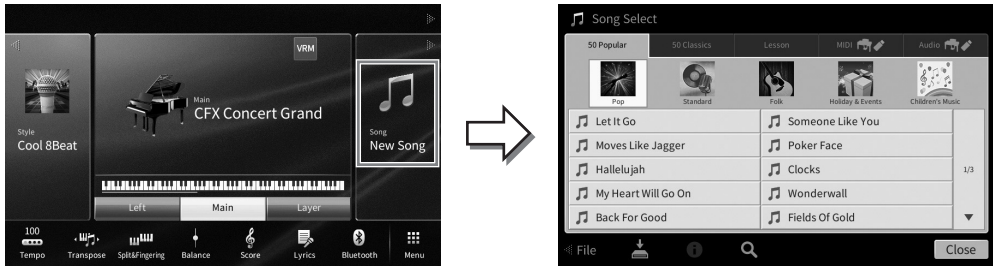 VRM
Style
Cool 8Beat
Main
CFX Concert Grand
Song
New Song
Left
Main
Layer
100
Tempo
Transpose
Split&Fingering
Balance
Score
Lyrics
Bluetooth
Menu
Song Select
50 Popular
50 Classics
Lesson
MIDI
Audio
Pop
Standard
Folk
Holiday & Events
Children's Music
Let It Go
Someone Like You
Moves Like Jagger
Poker Face
Hallelujah
Clocks
1/3
My Heart Will Go On
Wonderwall
Back For Good
Fields Of Gold
File
Close